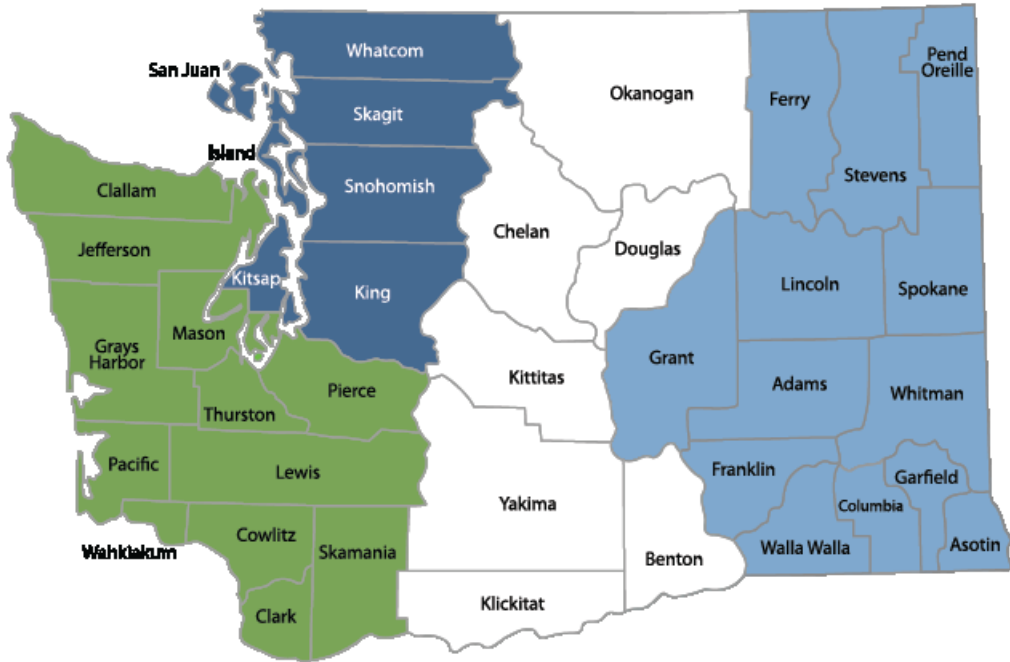 Whatcom
San Juan
Skagit
Island
Snohomish
Kitsap
King
Clallam
Jefferson
Mason
Grays
Harbor
Thurston
Pierce
Pacific
Lewis
Wahkiakum
Cowlitz
Skamania
Clark
Okanogan
Chelan
Douglas
Kittitas
Yakima
Benton
Klickitat
Ferry
Pend
Oreille
Stevens
Lincoln
Spokane
Grant
Adams
Whitman
Franklin
Garfield
Columbia
Walla Walla
Asotin